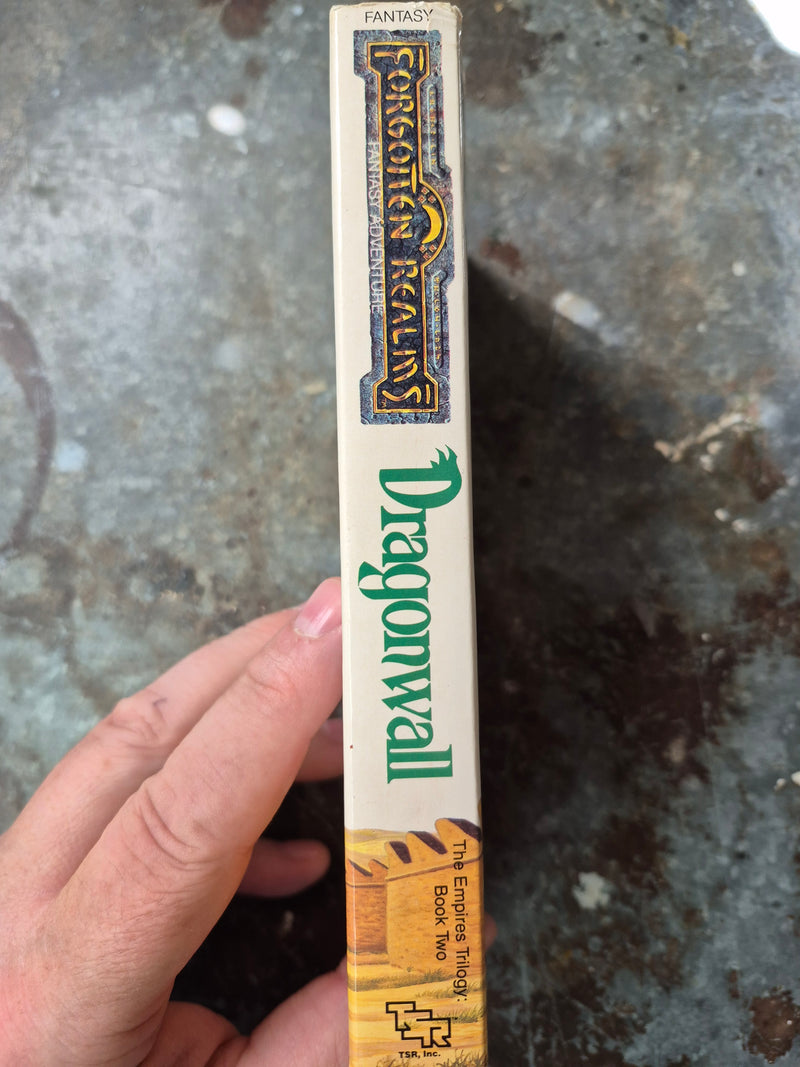 FANTASY
FORGOTTEN REALMS
FANTASY ADVENTURE
Dragonwall
The Empires Trilogy:
Book Two
TSR
TSR, Inc.